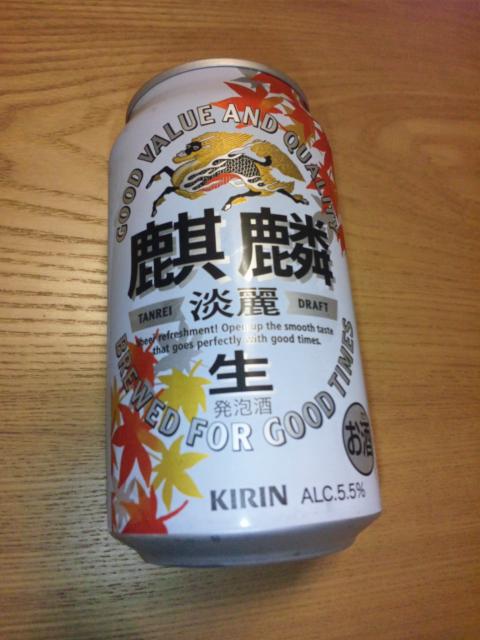 GOOD VALUE AND QUALITY
麒麟
TANREI 淡麗 DRAFT
beer refreshment! Open up the smooth taste
that goes perfectly with good times.
生
発泡酒
BREWED FOR GOOD TIMES
お酒
KIRIN ALC.5.5%